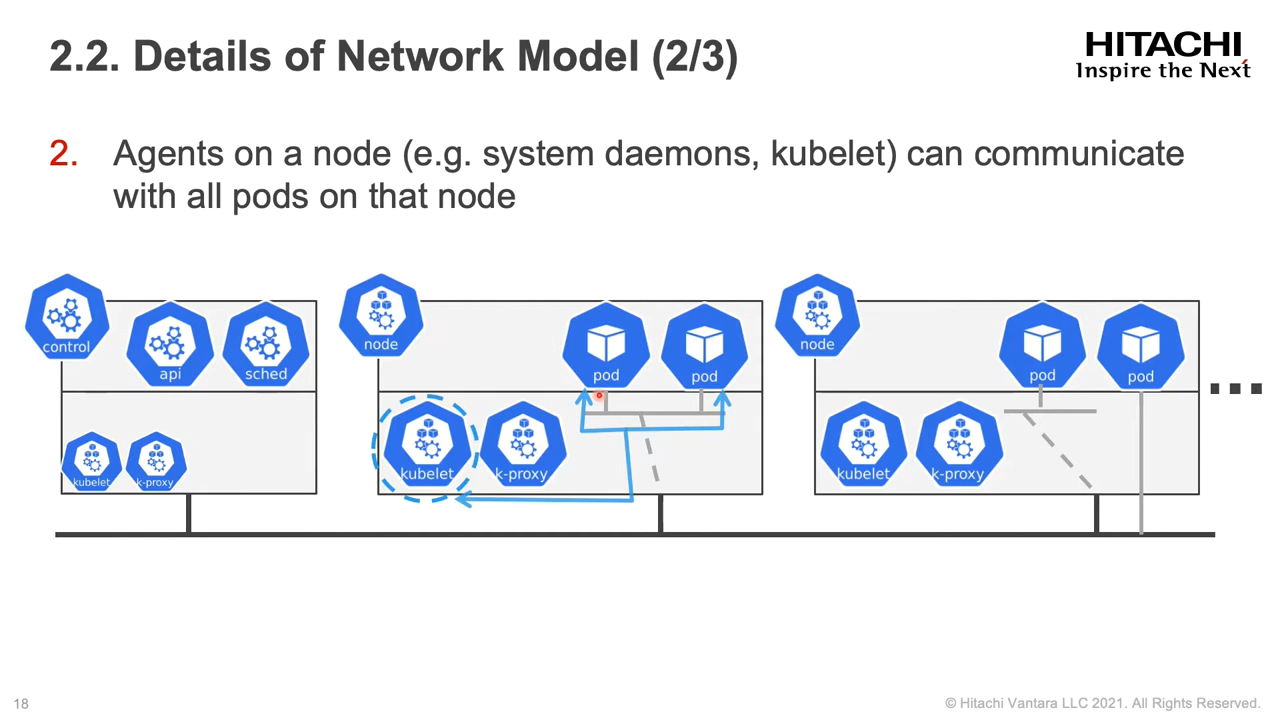 2.2. Details of Network Model (2/3)
HITACHI
Inspire the Next
2. Agents on a node (e.g. system daemons, kubelet) can communicate
with all pods on that node
control
api
sched
kubelet
k-proxy
node
pod
pod
kubelet
k-proxy
node
pod
pod
kubelet
k-proxy
...
18
© Hitachi Vantara LLC 2021. All Rights Reserved.